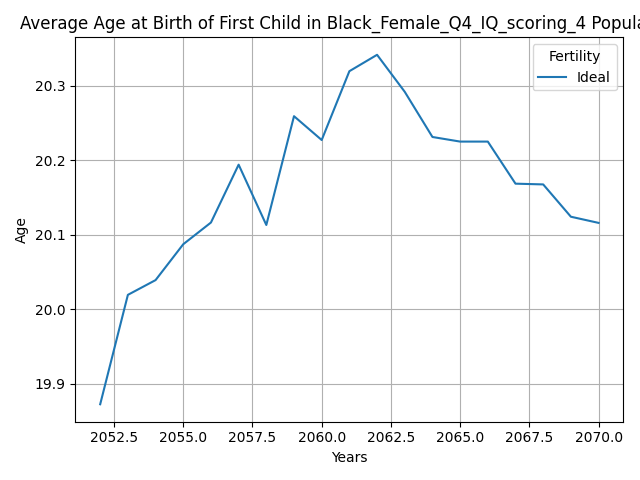 Average Age at Birth of First Child in Black_Female_Q4_IQ_scoring_4 Popula
Fertility
Ideal
20.3
20.2
20.1
20.0
19.9
Age
2052.5 2055.0 2057.5 2060.0 2062.5 2065.0 2067.5 2070.0
Years